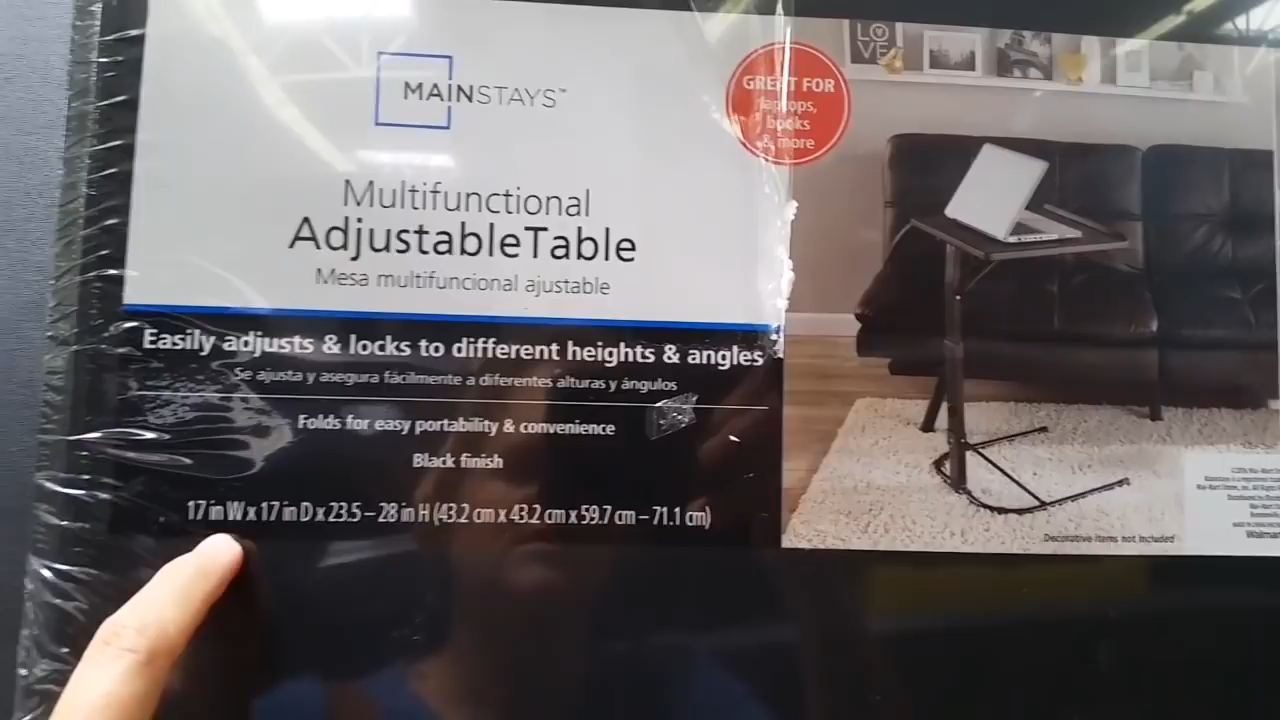 MAINSTAYS™
Multifunctional
AdjustableTable
Mesa multifuncional ajustable
Easily adjusts & locks to different heights & angles
Se ajusta y asegura fácilmente a diferentes alturas y ángulos
Folds for easy portability & convenience
Black finish
17 in W x 17 in D x 23.5 – 28 in H (43.2 cm x 43.2 cm x 59.7 cm – 71.1 cm)
GREAT FOR
laptops,
books
& more
LOVE
Decorative items not included